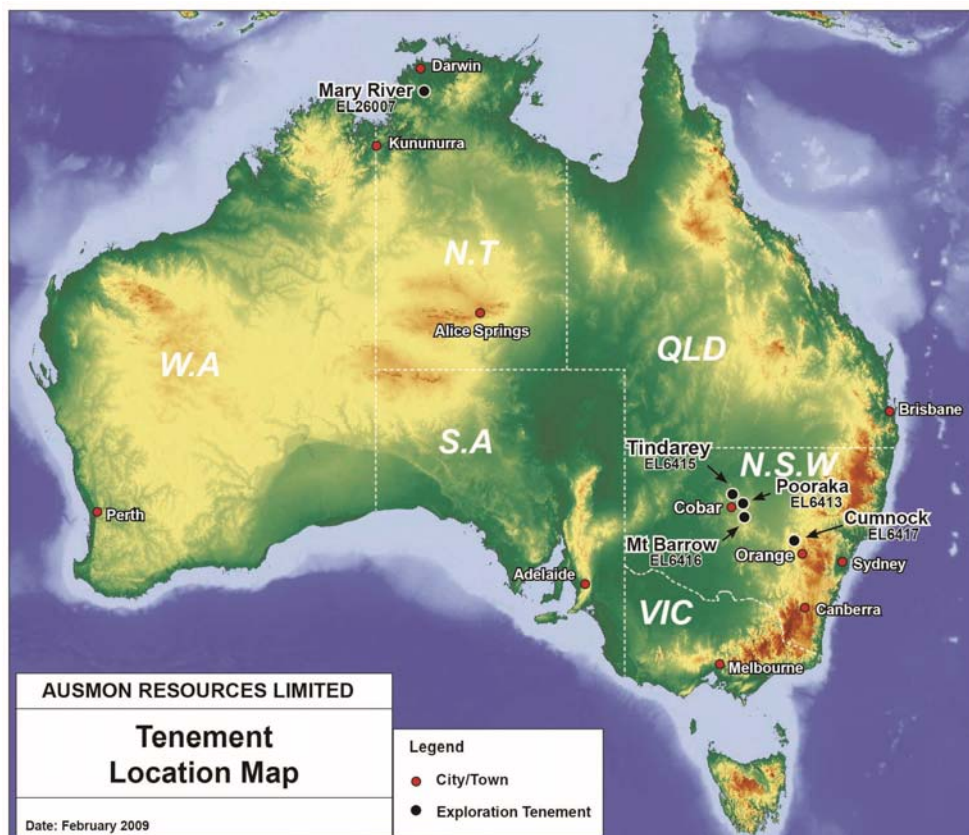 Darwin
Mary River
EL26007
Kununurra
N.T
Alice Springs
W.A
QLD
S.A
Brisbane
Tindarey
EL6415
N.S.W
Pooraka
EL6413
Cobar
Perth
Cumnock
EL6417
Mt Barrow
EL6416
Orange
Sydney
Adelaide
VIC
Canberra
Melbourne
AUSMON RESOURCES LIMITED
Tenement
Location Map
Date: February 2009
Legend
City/Town
Exploration Tenement